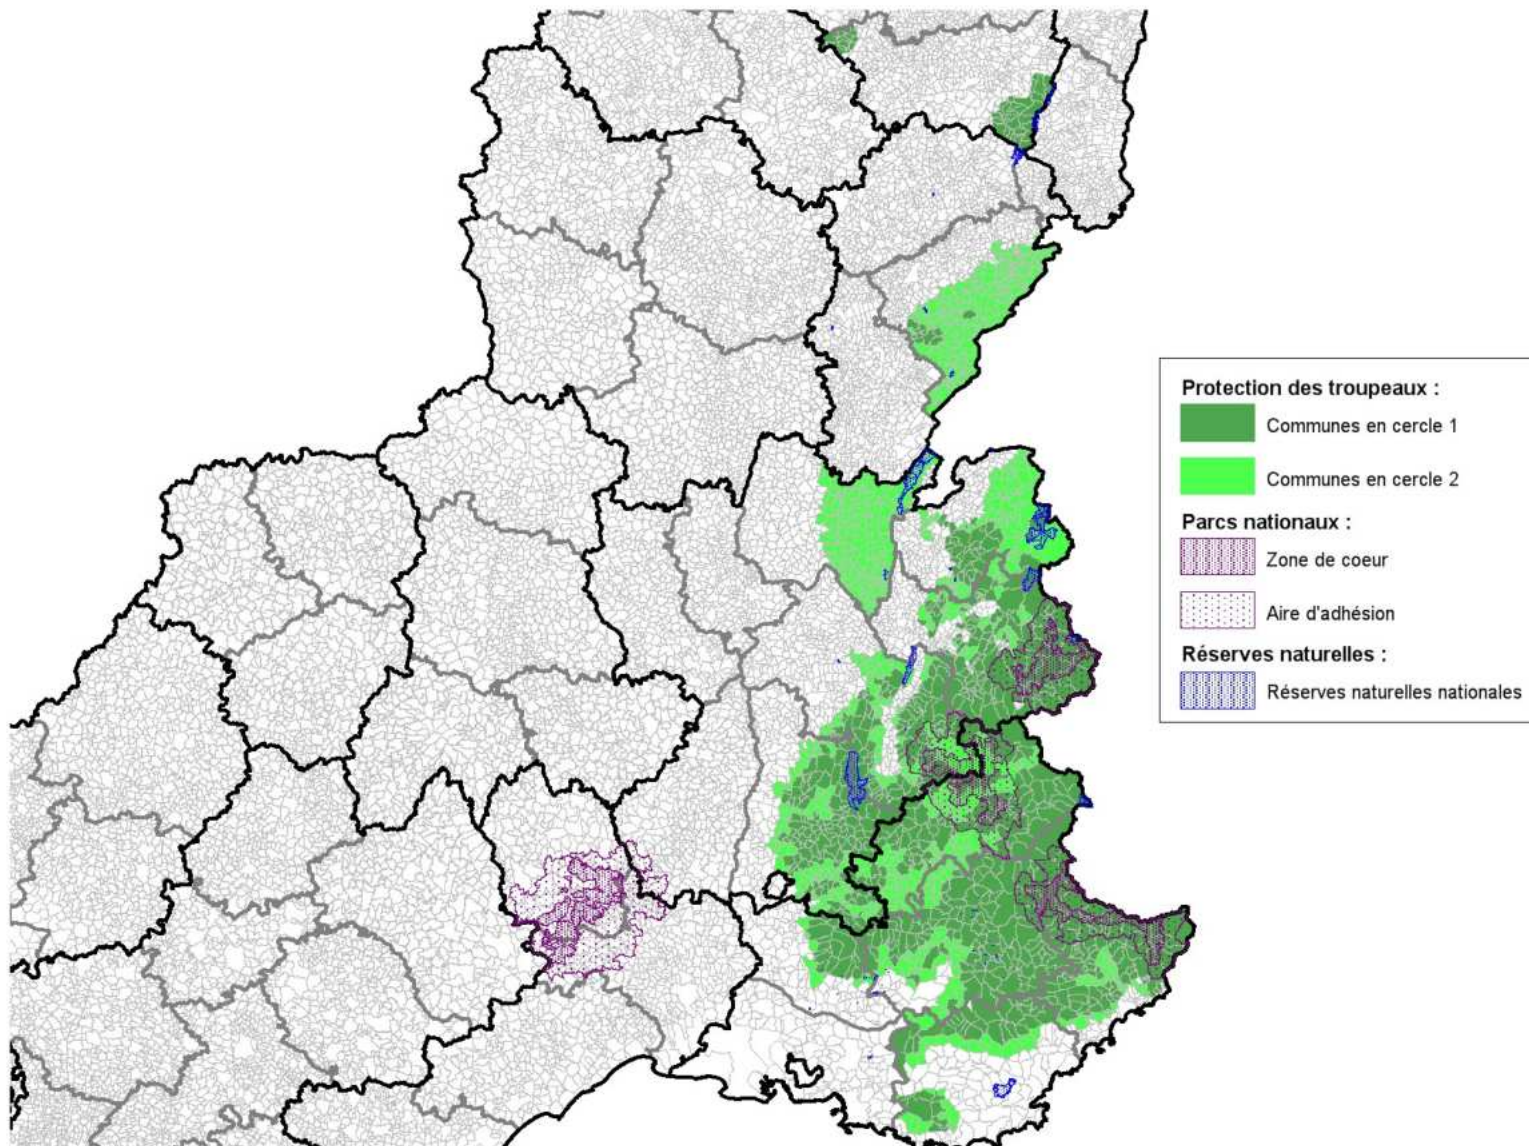 Protection des troupeaux :
Communes en cercle 1
Communes en cercle 2
Parcs nationaux :
Zone de coeur
Aire d'adhésion
Réserves naturelles :
Réserves naturelles nationales